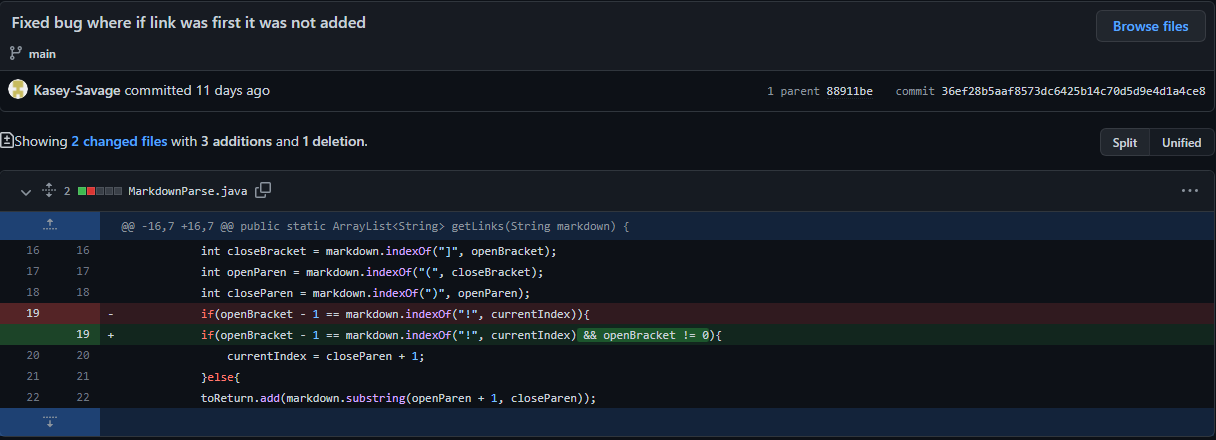 Fixed bug where if link was first it was not added
Browse files
main
Kasey-Savage committed 11 days ago
1 parent 88911be commit 36ef28b5aaf8573dc6425b14c70d5d9e4d1a4ce8
Showing 2 changed files with 3 additions and 1 deletion.
Split Unified
2 MarkdownParse.java
@@ -16,7 +16,7 @@ public static ArrayList<String> getLinks(String markdown) {
16 16 int closeBracket = markdown.indexOf("]", openBracket);
17 17 int openParen = markdown.indexOf("(", closeBracket);
18 18 int closeParen = markdown.indexOf(")", openParen);
19 - if(openBracket - 1 == markdown.indexOf("!", currentIndex)){
19 + if(openBracket - 1 == markdown.indexOf("!", currentIndex) && openBracket != 0){
20 20 currentIndex = closeParen + 1;
21 21 }else{
22 22 toReturn.add(markdown.substring(openParen + 1, closeParen));